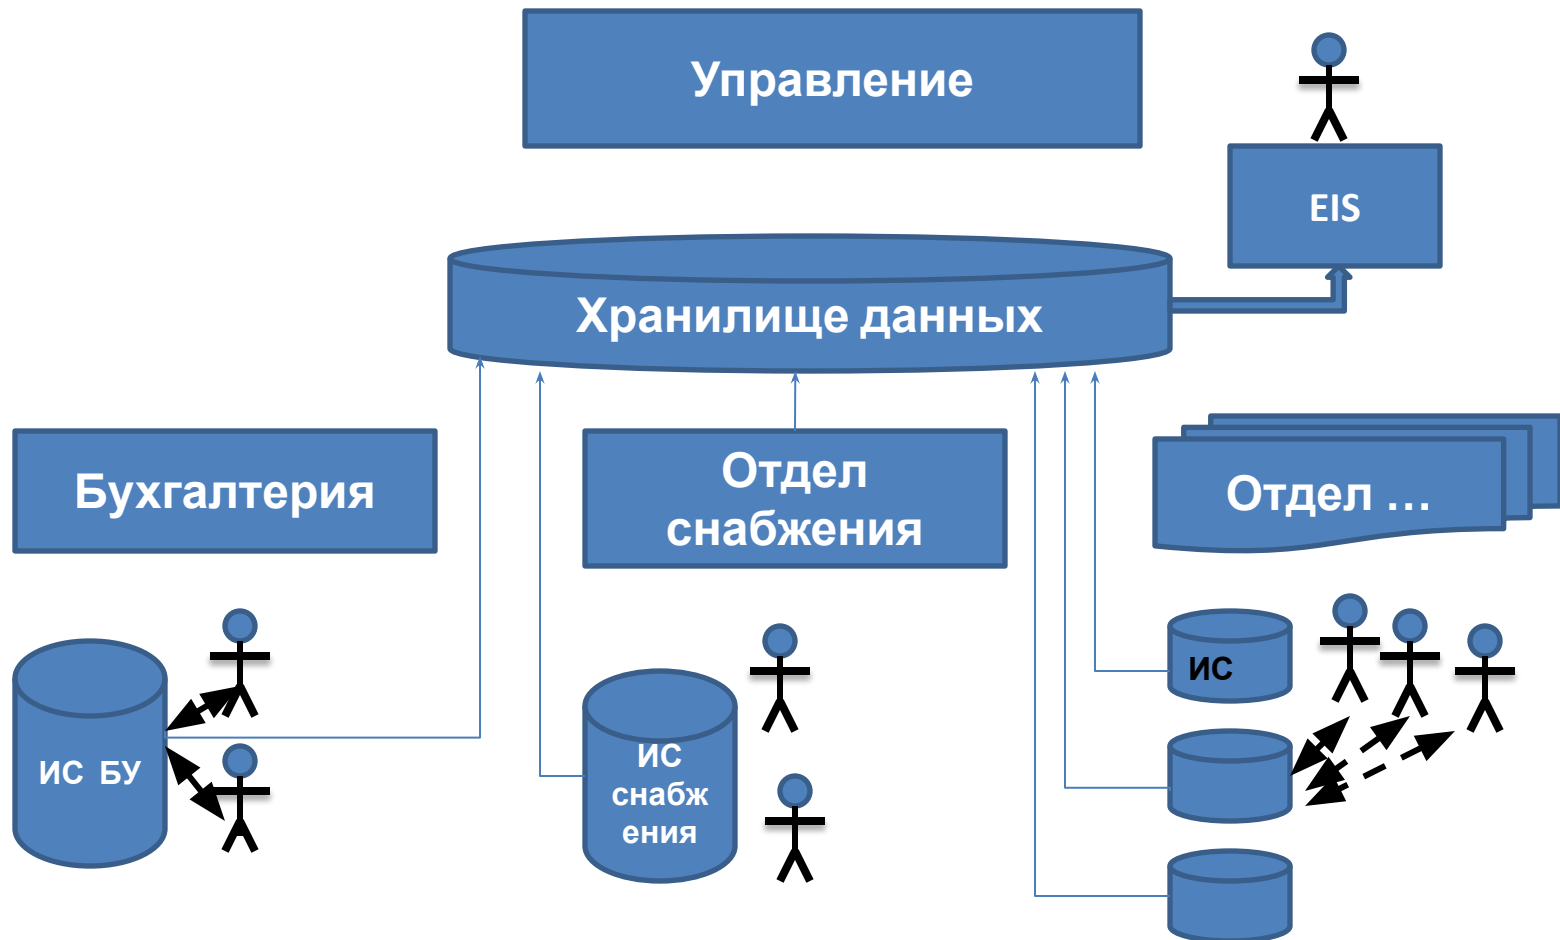 Управление
EIS
Хранилище данных
Бухгалтерия
Отдел
снабжения
Отдел ...
ИС БУ
ИС
снабж
ения
ИС